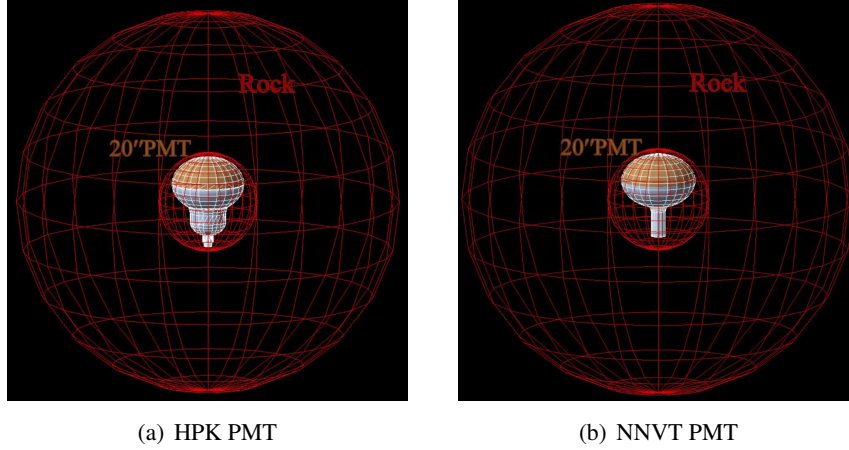 Rock
20"PMT
(a) HPK PMT
Rock
20"PMT
(b) NNVT PMT